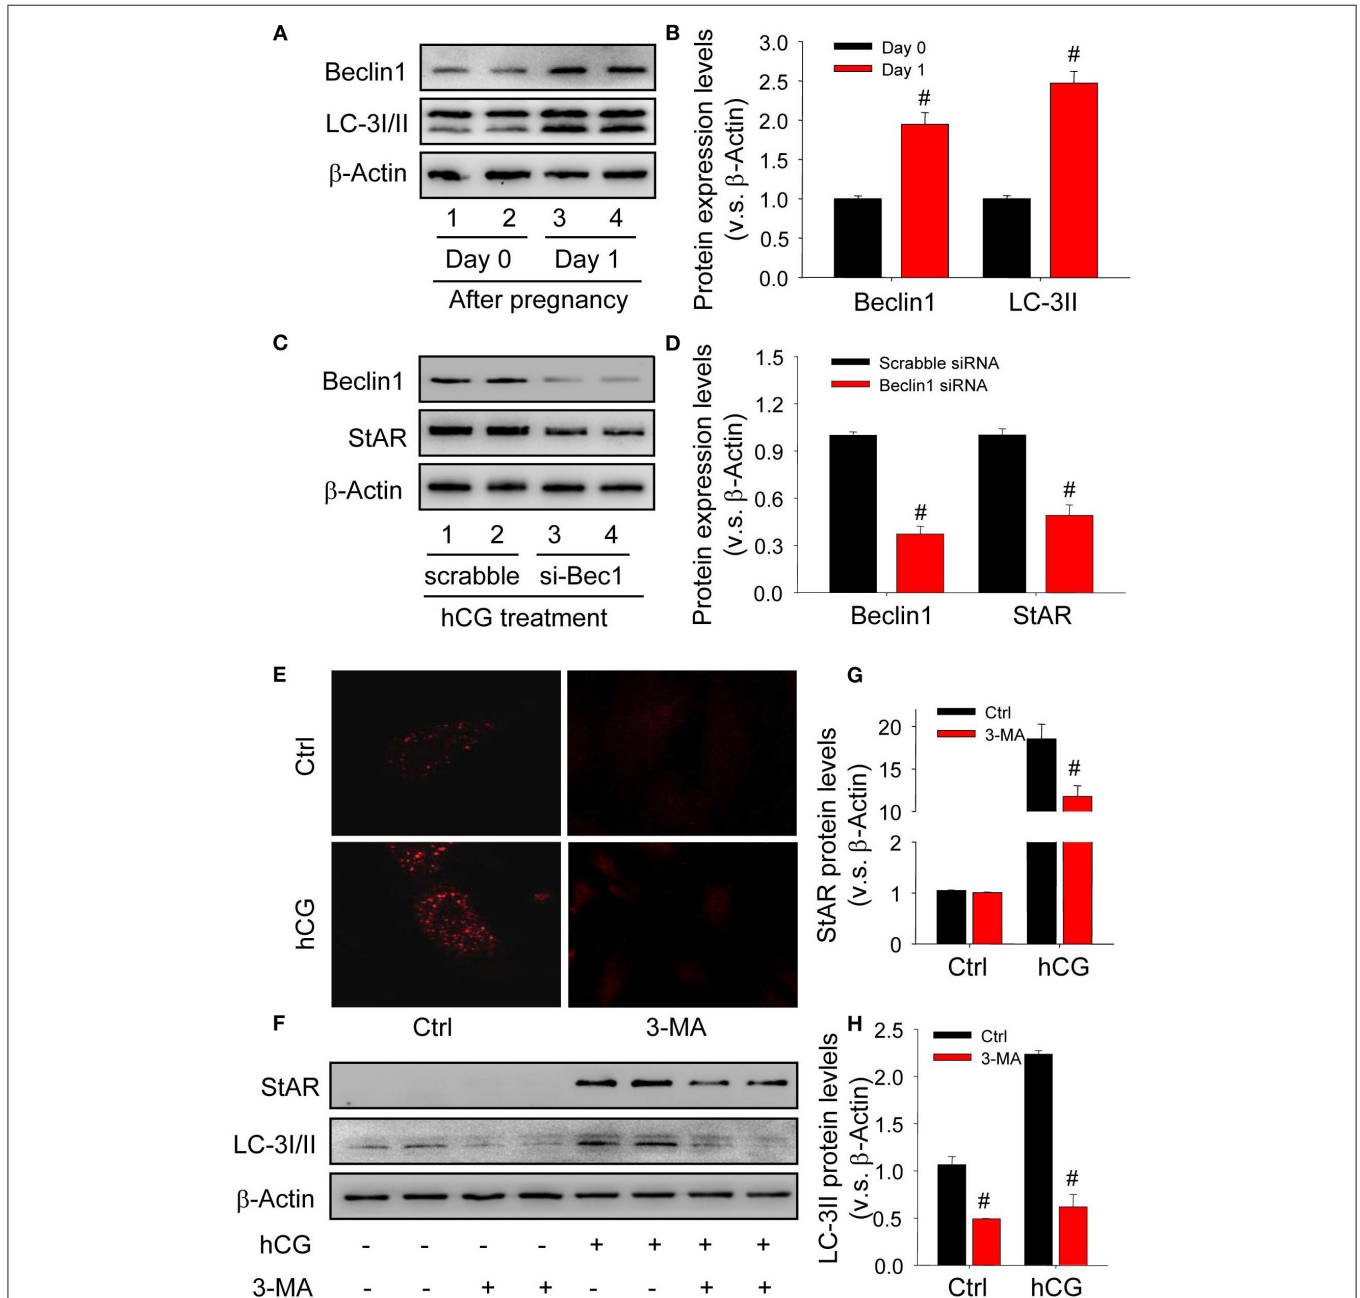 A
Beclin1
LC-3I/II
β-Actin
1 2 3 4
Day 0 Day 1
After pregnancy
B
Protein expression levels
(v.s. β-Actin)
3.0
2.5
2.0
1.5
1.0
0.5
0.0
Day 0
Day 1
# #
Beclin1 LC-3II
C
Beclin1
StAR
β-Actin
1 2 3 4
scrabble si-Bec1
hCG treatment
D
Protein expression levels
(v.s. β-Actin)
1.5
1.2
0.9
0.6
0.3
0.0
Scrabble siRNA
Beclin1 siRNA
# #
Beclin1 StAR
E
Ctrl
hCG
Ctrl 3-MA
F
StAR
LC-3I/II
β-Actin
hCG - - - - + + + +
3-MA - - + + - - + +
G
StAR protein levels
(v.s. β-Actin)
20
15
10
2
1
0
Ctrl
3-MA
#
Ctrl hCG
H
LC-3II protein levlels
(v.s. β-Actin)
2.5
2.0
1.5
1.0
0.5
0.0
Ctrl
3-MA
# #
Ctrl hCG